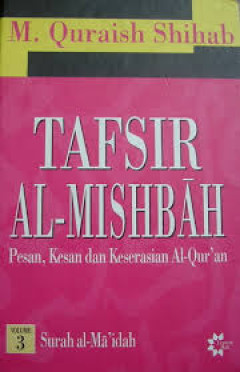 M. Quraish Shihab
TAFSIR
AL-MISHBĀH
Pesan, Kesan dan Keserasian Al-Qur'an
VOLUME
3
Surah al-Mā'idah